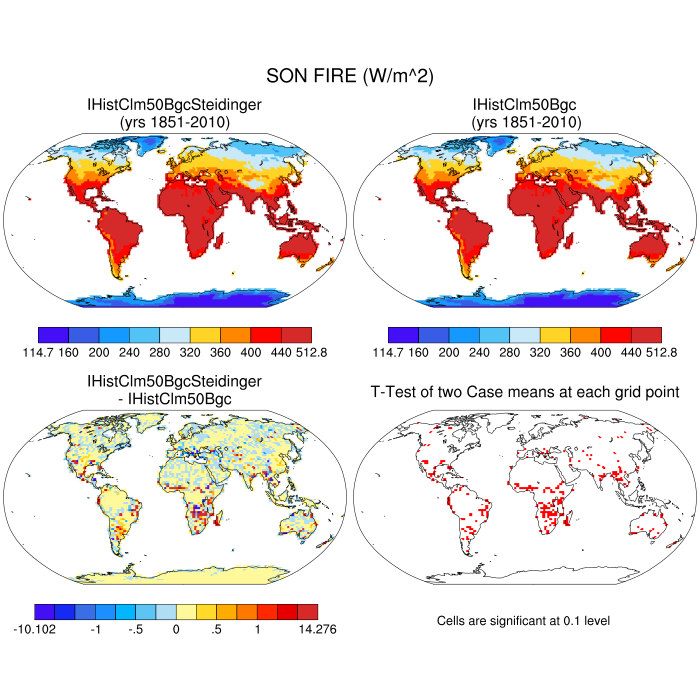 SON FIRE (W/m^2)
IHistClm50BgcSteidinger
(yrs 1851-2010)
IHistClm50Bgc
(yrs 1851-2010)
114.7 160 200 240 280 320 360 400 440 512.8
114.7 160 200 240 280 320 360 400 440 512.8
IHistClm50BgcSteidinger
- IHistClm50Bgc
T-Test of two Case means at each grid point
-10.102 -1 -.5 0 .5 1 14.276
Cells are significant at 0.1 level